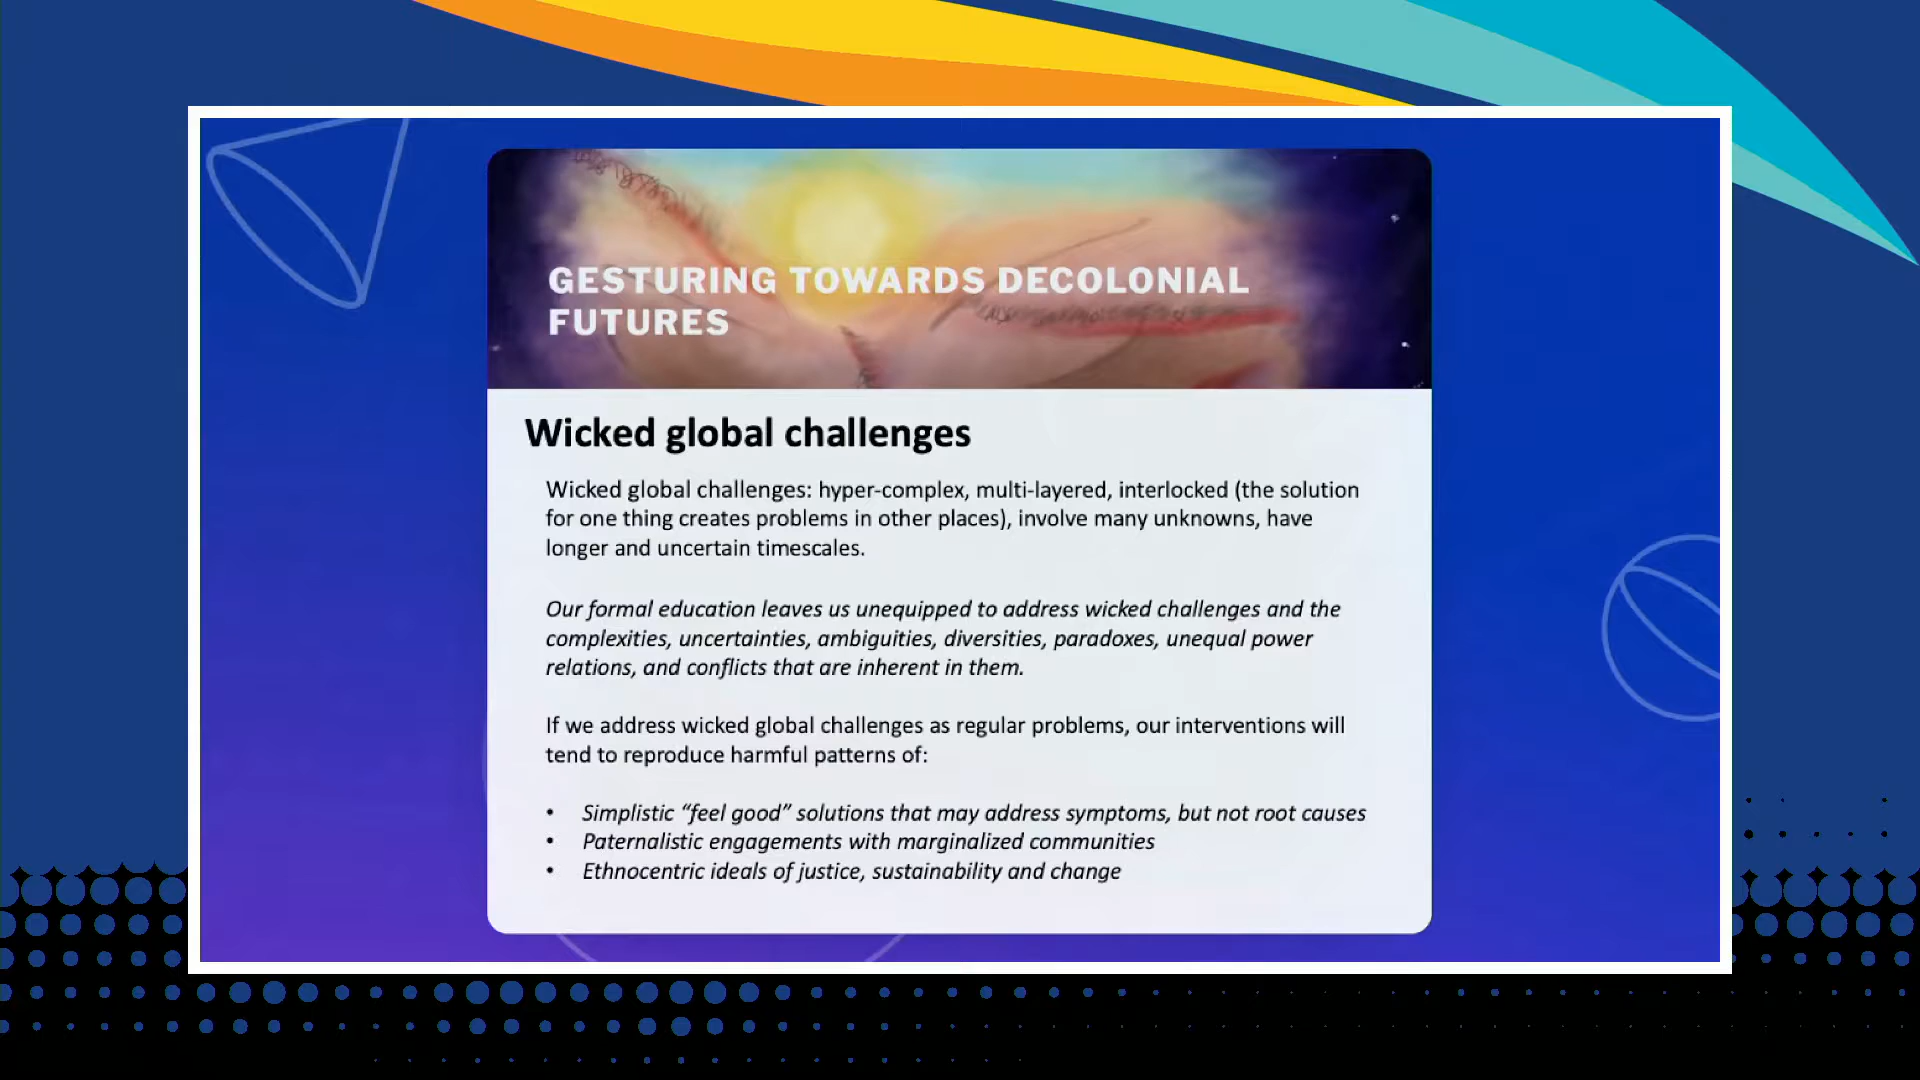 GESTURING TOWARDS DECOLONIAL
FUTURES
Wicked global challenges
Wicked global challenges: hyper-complex, multi-layered, interlocked (the solution
for one thing creates problems in other places), involve many unknowns, have
longer and uncertain timescales.
Our formal education leaves us unequipped to address wicked challenges and the
complexities, uncertainties, ambiguities, diversities, paradoxes, unequal power
relations, and conflicts that are inherent in them.
If we address wicked global challenges as regular problems, our interventions will
tend to reproduce harmful patterns of:
• Simplistic “feel good” solutions that may address symptoms, but not root causes
• Paternalistic engagements with marginalized communities
• Ethnocentric ideals of justice, sustainability and change